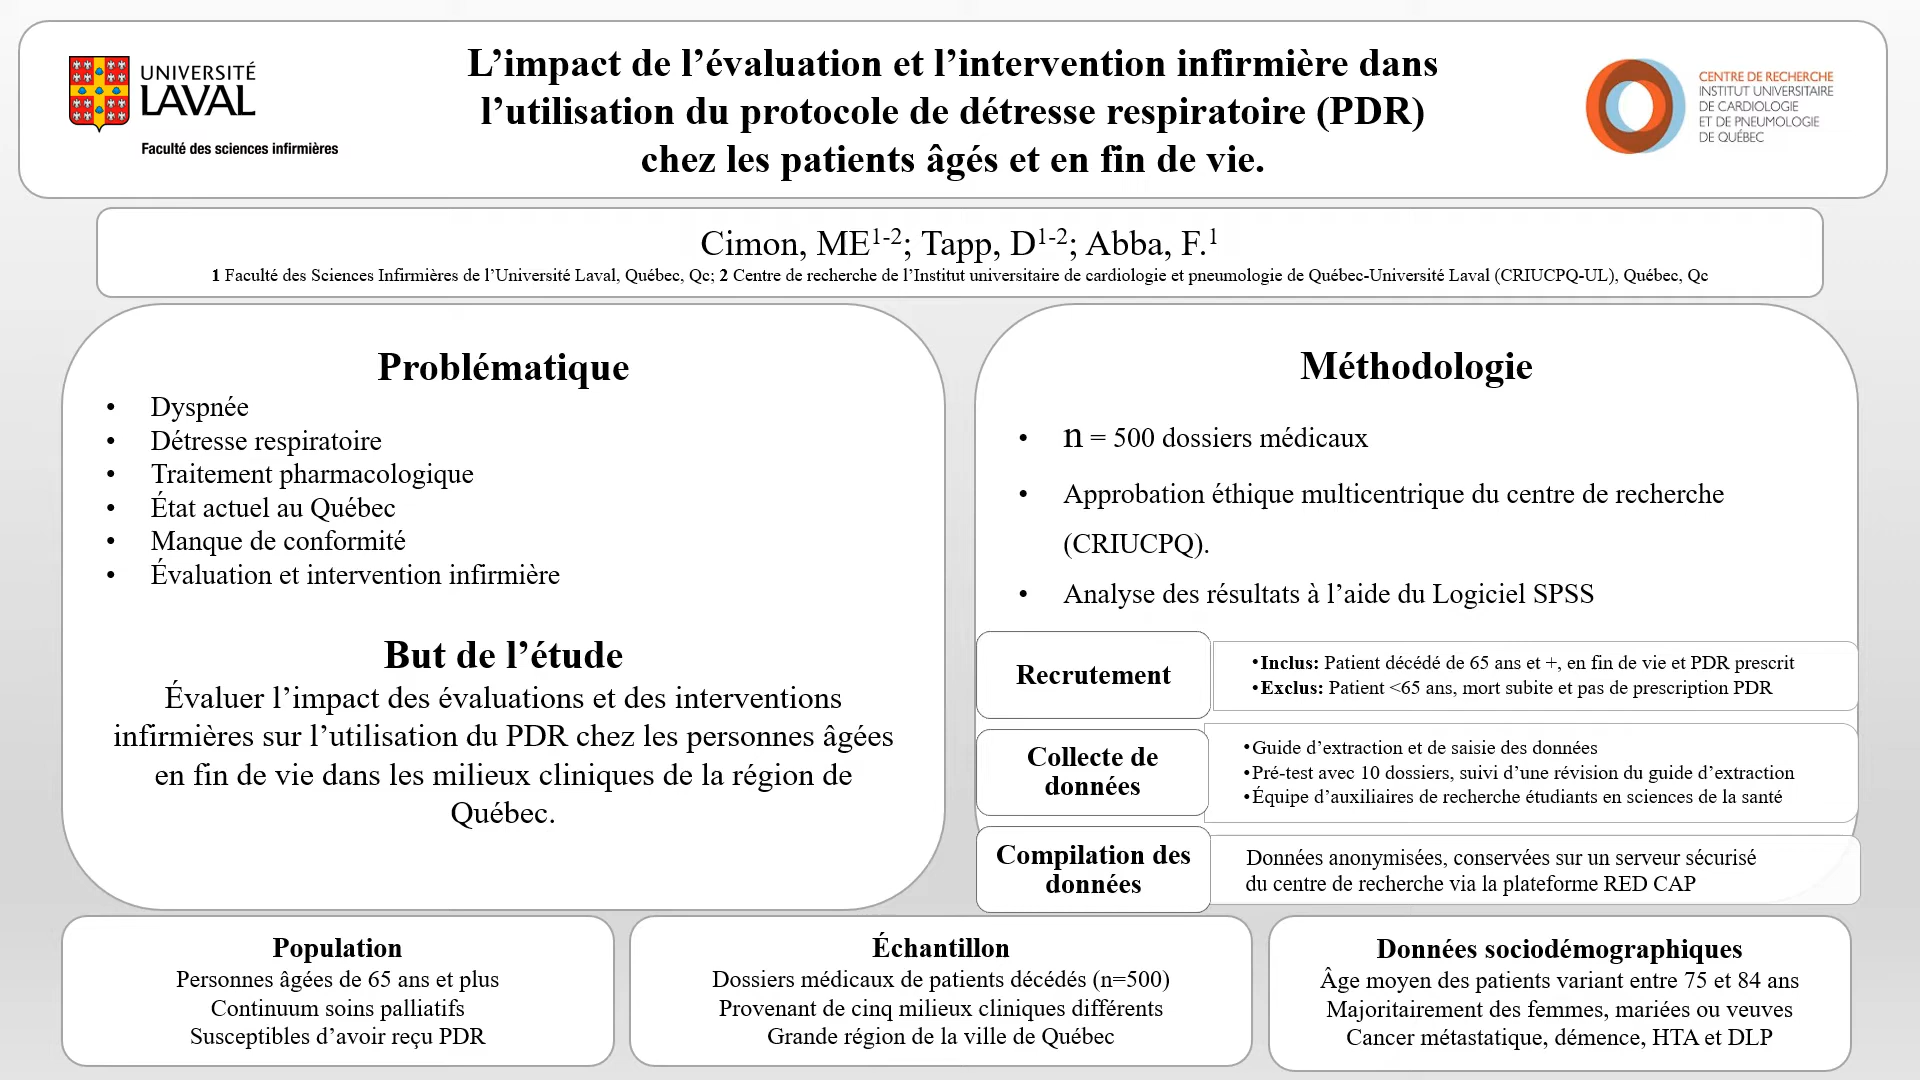 UNIVERSITÉ
LAVAL
Faculté des sciences infirmières
L’impact de l’évaluation et l’intervention infirmière dans
l’utilisation du protocole de détresse respiratoire (PDR)
chez les patients âgés et en fin de vie.
CENTRE DE RECHERCHE
INSTITUT UNIVERSITAIRE
DE CARDIOLOGIE
ET DE PNEUMOLOGIE
DE QUÉBEC
Cimon, ME1-2; Tapp, D1-2; Abba, F.1
1 Faculté des Sciences Infirmières de l’Université Laval, Québec, Qc; 2 Centre de recherche de l’Institut universitaire de cardiologie et pneumologie de Québec-Université Laval (CRIUCPQ-UL), Québec, Qc
Problématique
• Dyspnée
• Détresse respiratoire
• Traitement pharmacologique
• État actuel au Québec
• Manque de conformité
• Évaluation et intervention infirmière
But de l’étude
Évaluer l’impact des évaluations et des interventions
infirmières sur l’utilisation du PDR chez les personnes âgées
en fin de vie dans les milieux cliniques de la région de
Québec.
Méthodologie
• n = 500 dossiers médicaux
• Approbation éthique multicentrique du centre de recherche
(CRIUCPQ).
• Analyse des résultats à l’aide du Logiciel SPSS
Recrutement
•Inclus: Patient décédé de 65 ans et +, en fin de vie et PDR prescrit
•Exclus: Patient <65 ans, mort subite et pas de prescription PDR
Collecte de
données
•Guide d’extraction et de saisie des données
•Pré-test avec 10 dossiers, suivi d’une révision du guide d’extraction
•Équipe d’auxiliaires de recherche étudiants en sciences de la santé
Compilation des
données
Données anonymisées, conservées sur un serveur sécurisé
du centre de recherche via la plateforme RED CAP
Population
Personnes âgées de 65 ans et plus
Continuum soins palliatifs
Susceptibles d’avoir reçu PDR
Échantillon
Dossiers médicaux de patients décédés (n=500)
Provenant de cinq milieux cliniques différents
Grande région de la ville de Québec
Données sociodémographiques
Âge moyen des patients variant entre 75 et 84 ans
Majoritairement des femmes, mariées ou veuves
Cancer métastatique, démence, HTA et DLP